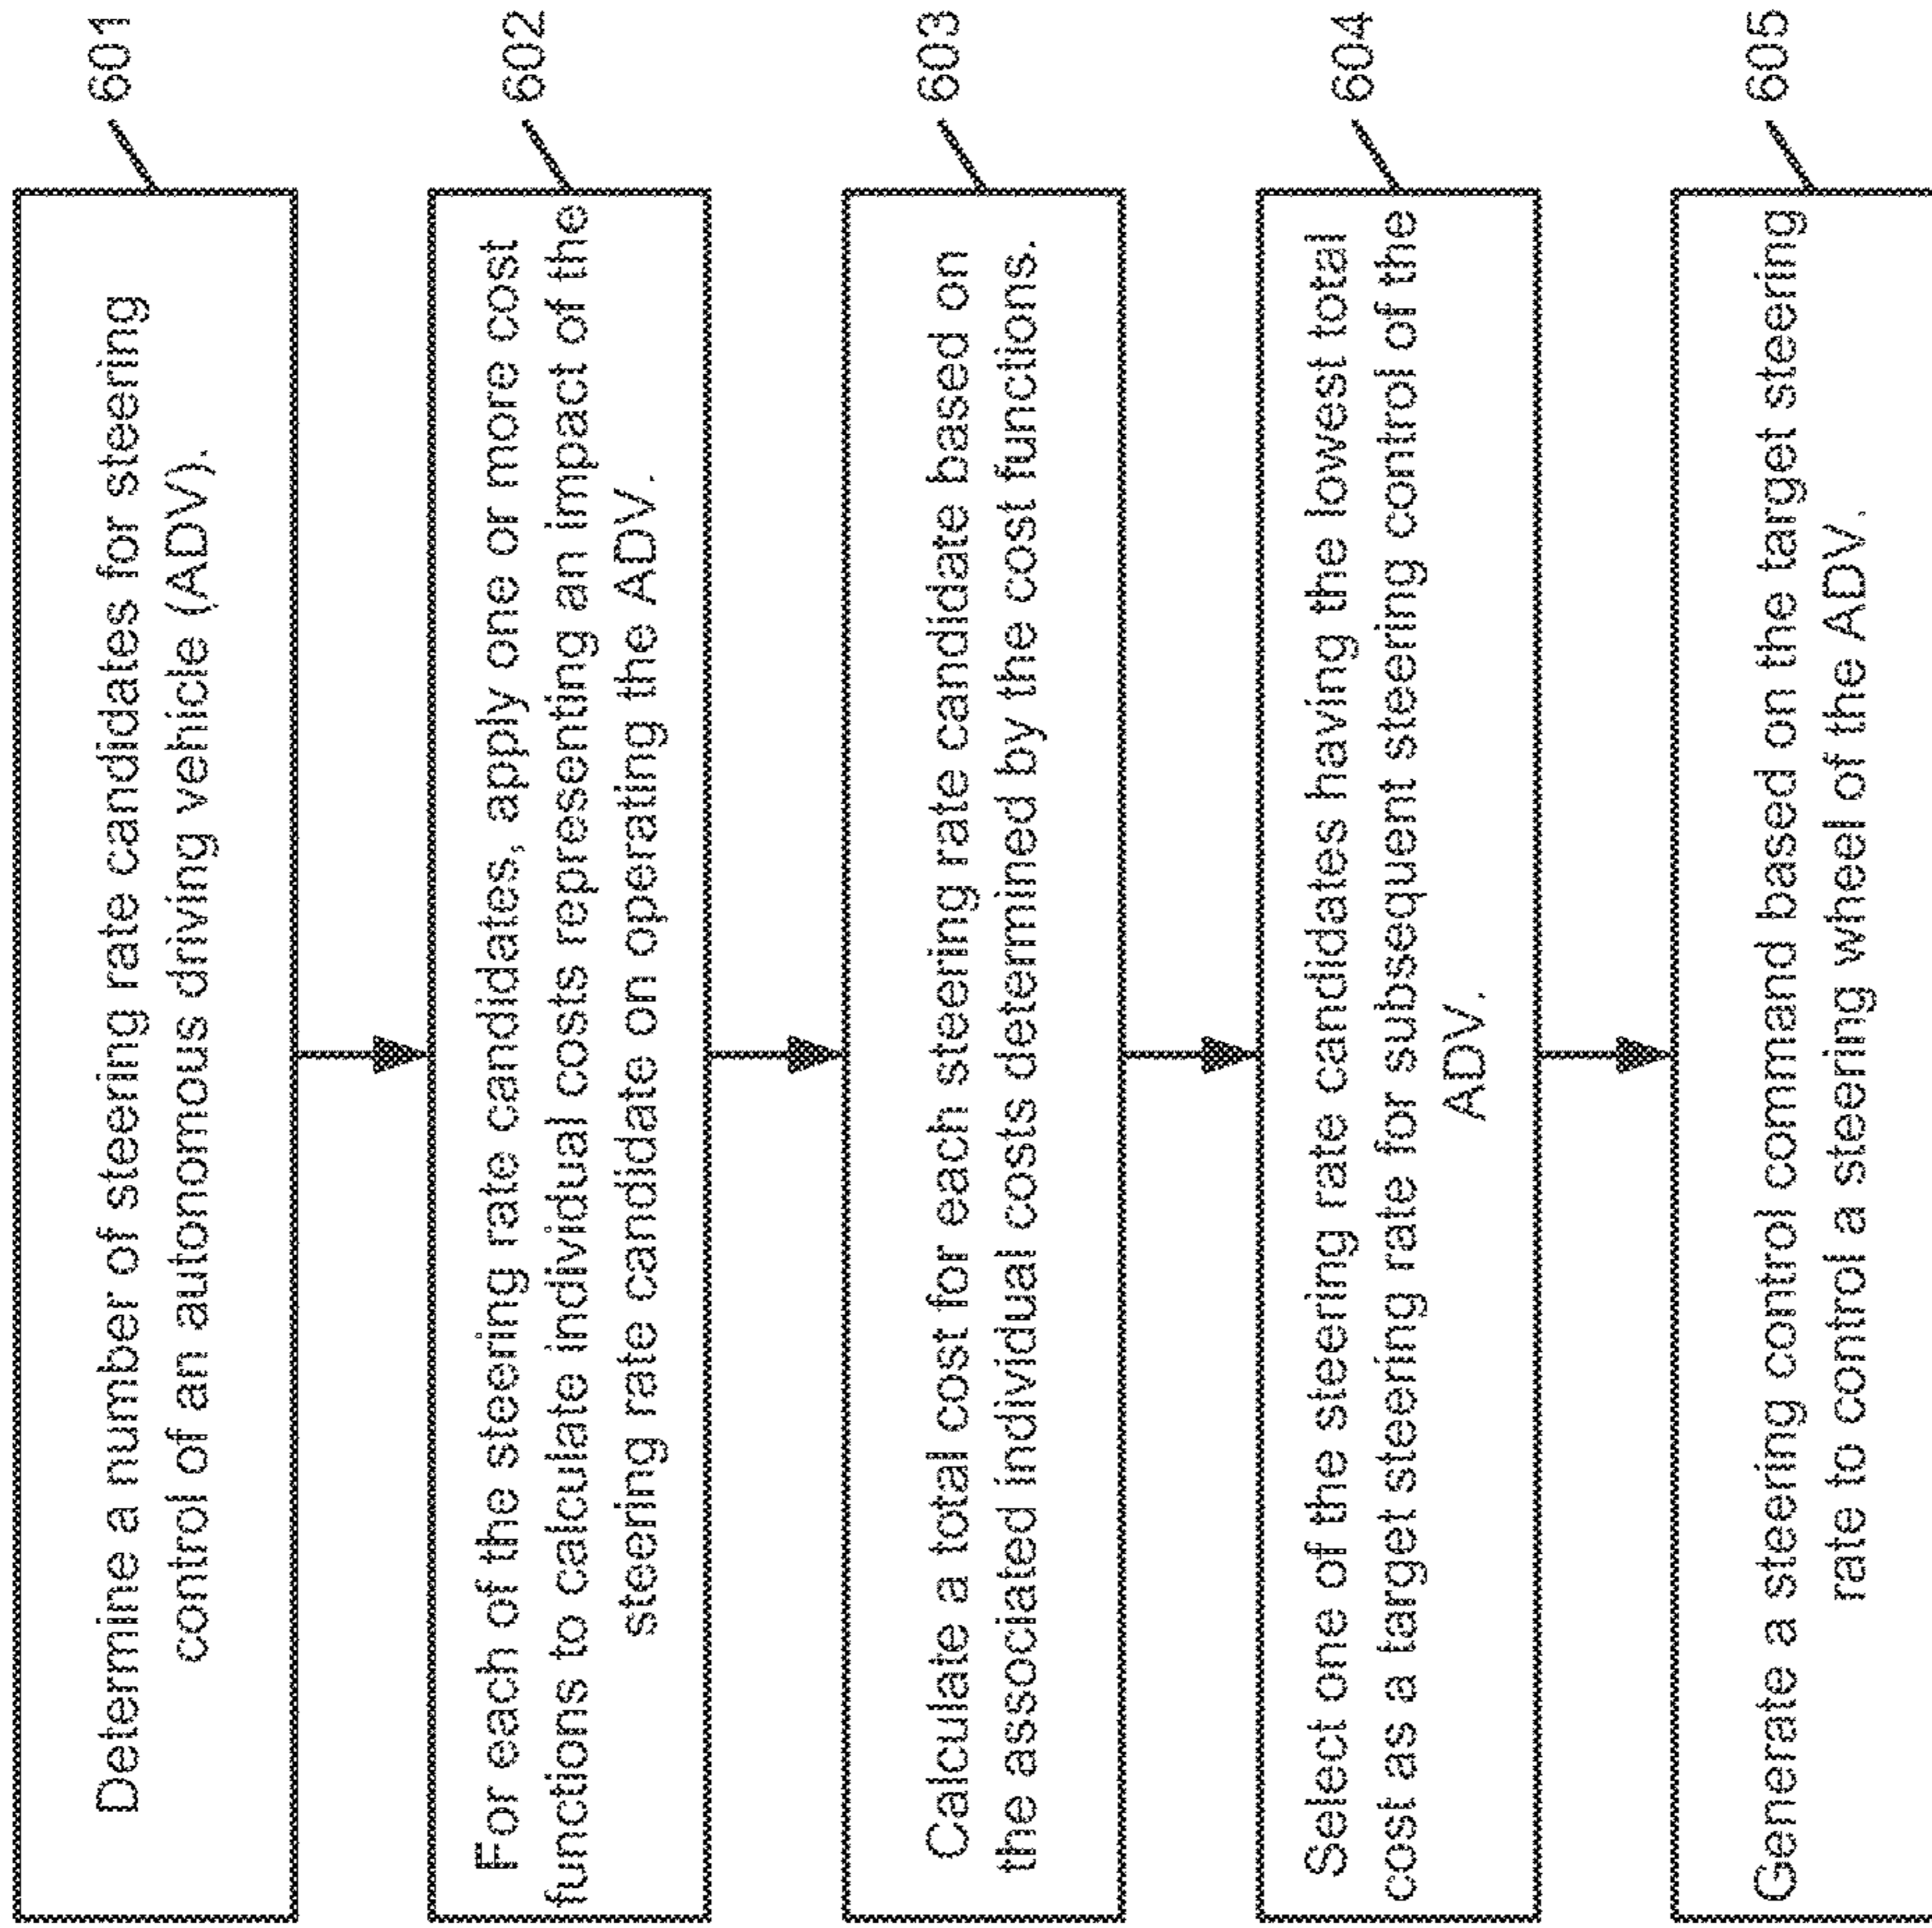 601
Determine a number of steering rate candidates for steering
control of an autonomous driving vehicle (ADV).
602
For each of the steering rate candidates, apply one or more cost
functions to calculate individual costs representing an impact of the
steering rate candidate on operating the ADV.
603
Calculate a total cost for each steering rate candidate based on
the associated individual costs determined by the cost functions.
604
Select one of the steering rate candidates having the lowest total
cost as a target steering rate for subsequent steering control of the
ADV.
605
Generate a steering control command based on the target steering
rate to control a steering wheel of the ADV.